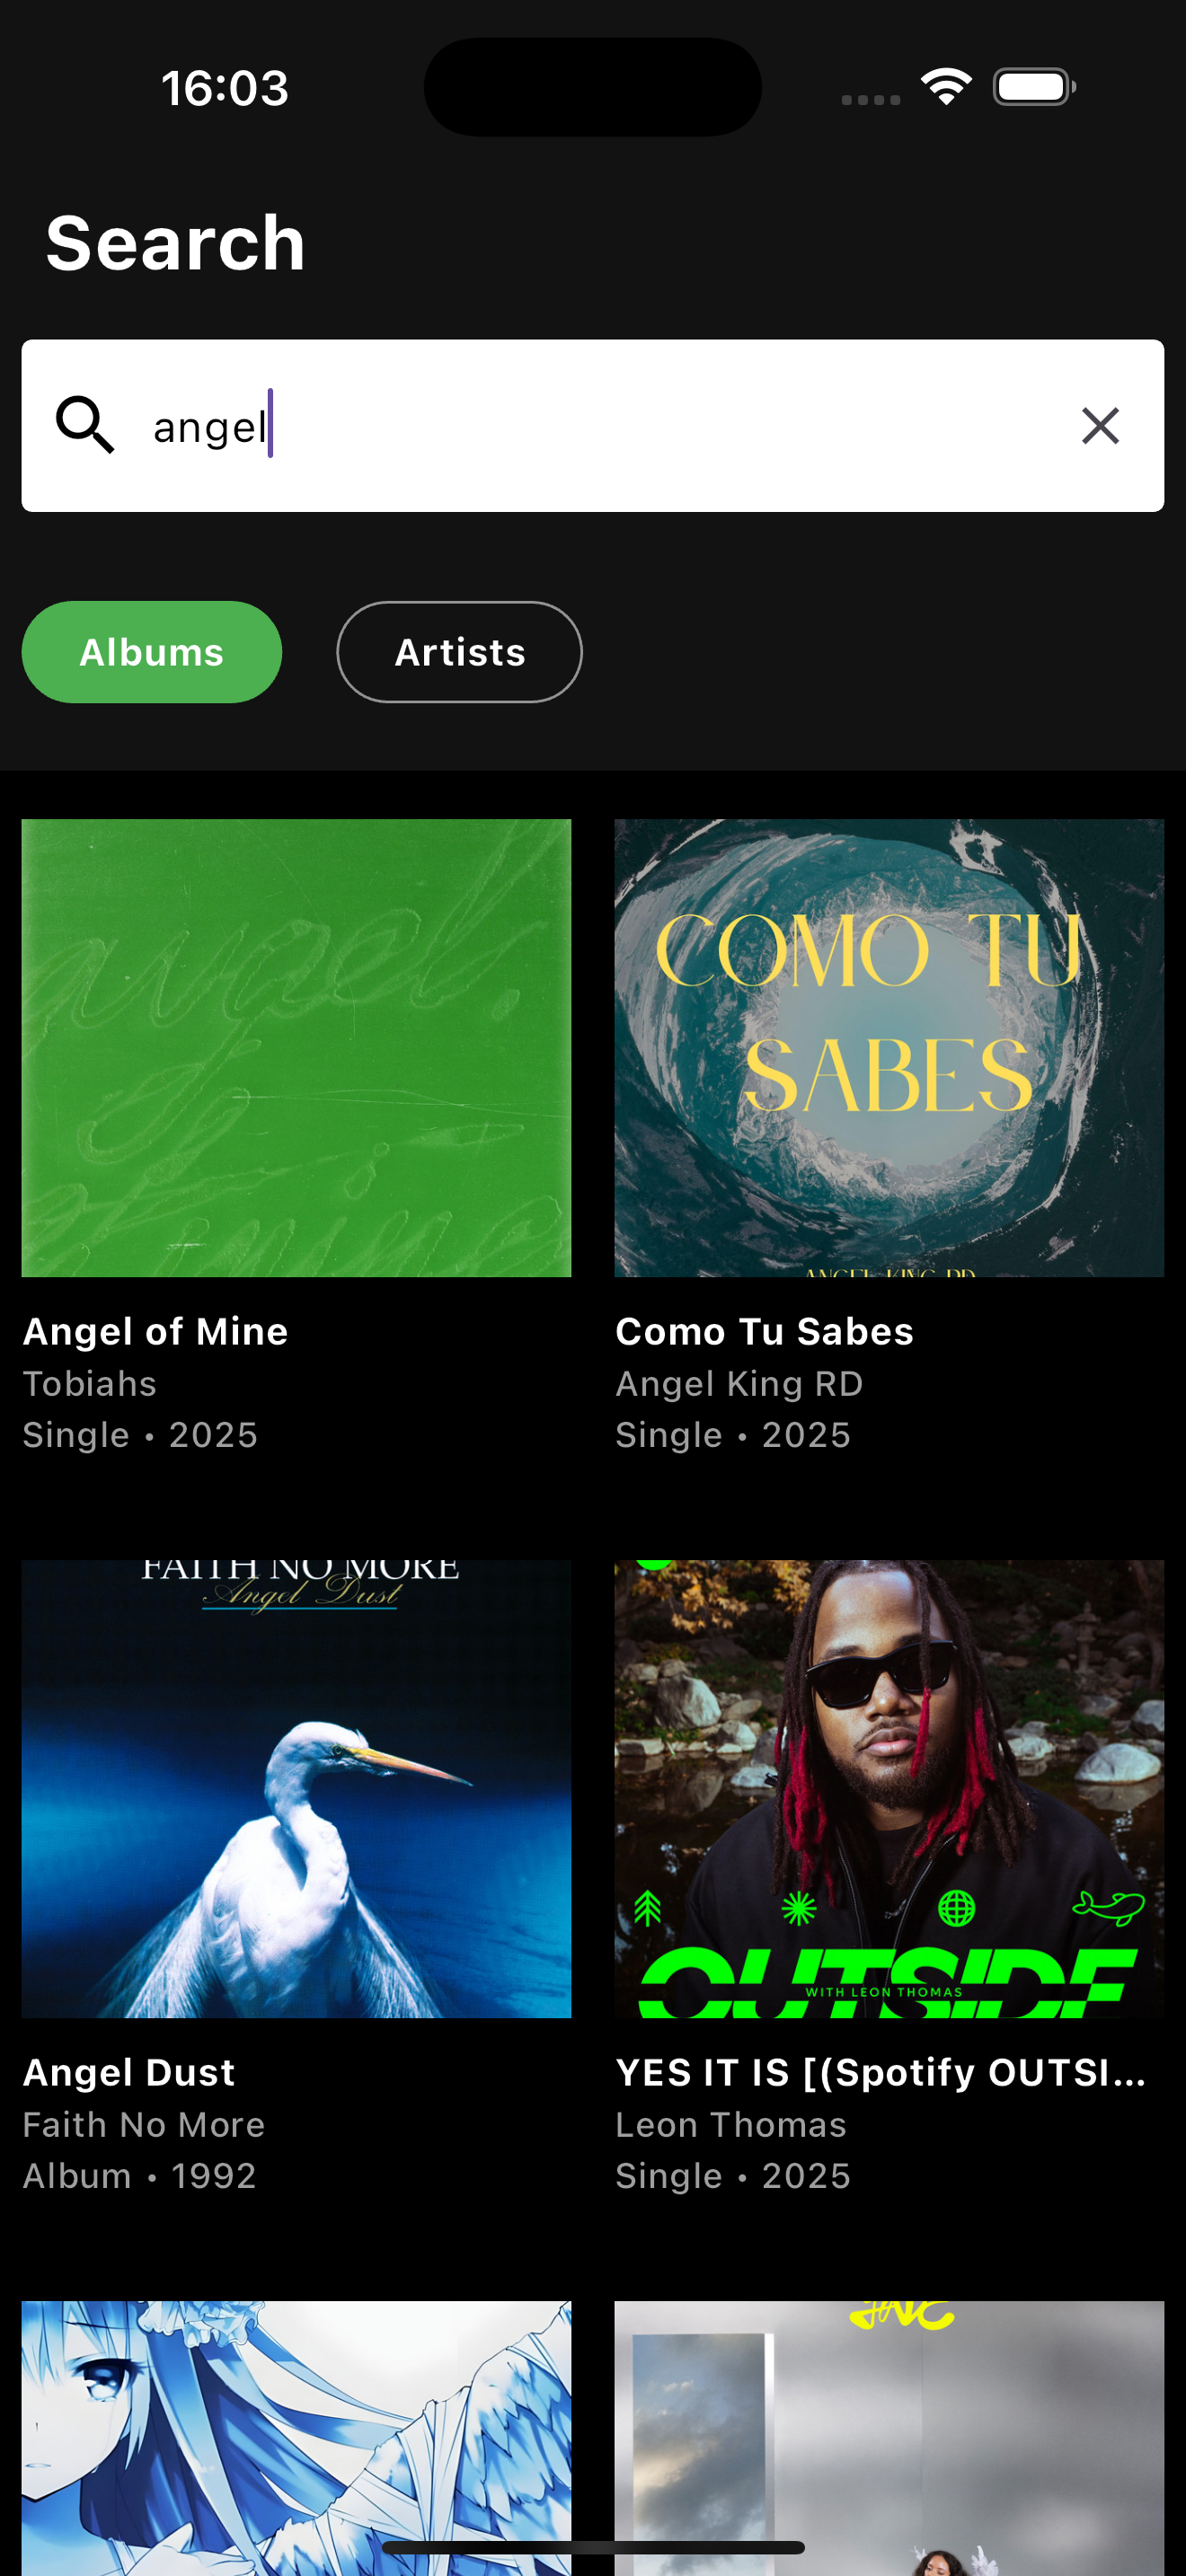 16:03
Search
angel
Albums
Artists
angel.
of
mine
COMO TU
SABES
ANGEL KING RD
Angel of Mine
Tobiahs
Single • 2025
Como Tu Sabes
Angel King RD
Single • 2025
FAITH NO MORE
Angel Dust
OUTSIDE
WITH LEON THOMAS
Angel Dust
Faith No More
Album • 1992
YES IT IS [(Spotify OUTSI...
Leon Thomas
Single • 2025